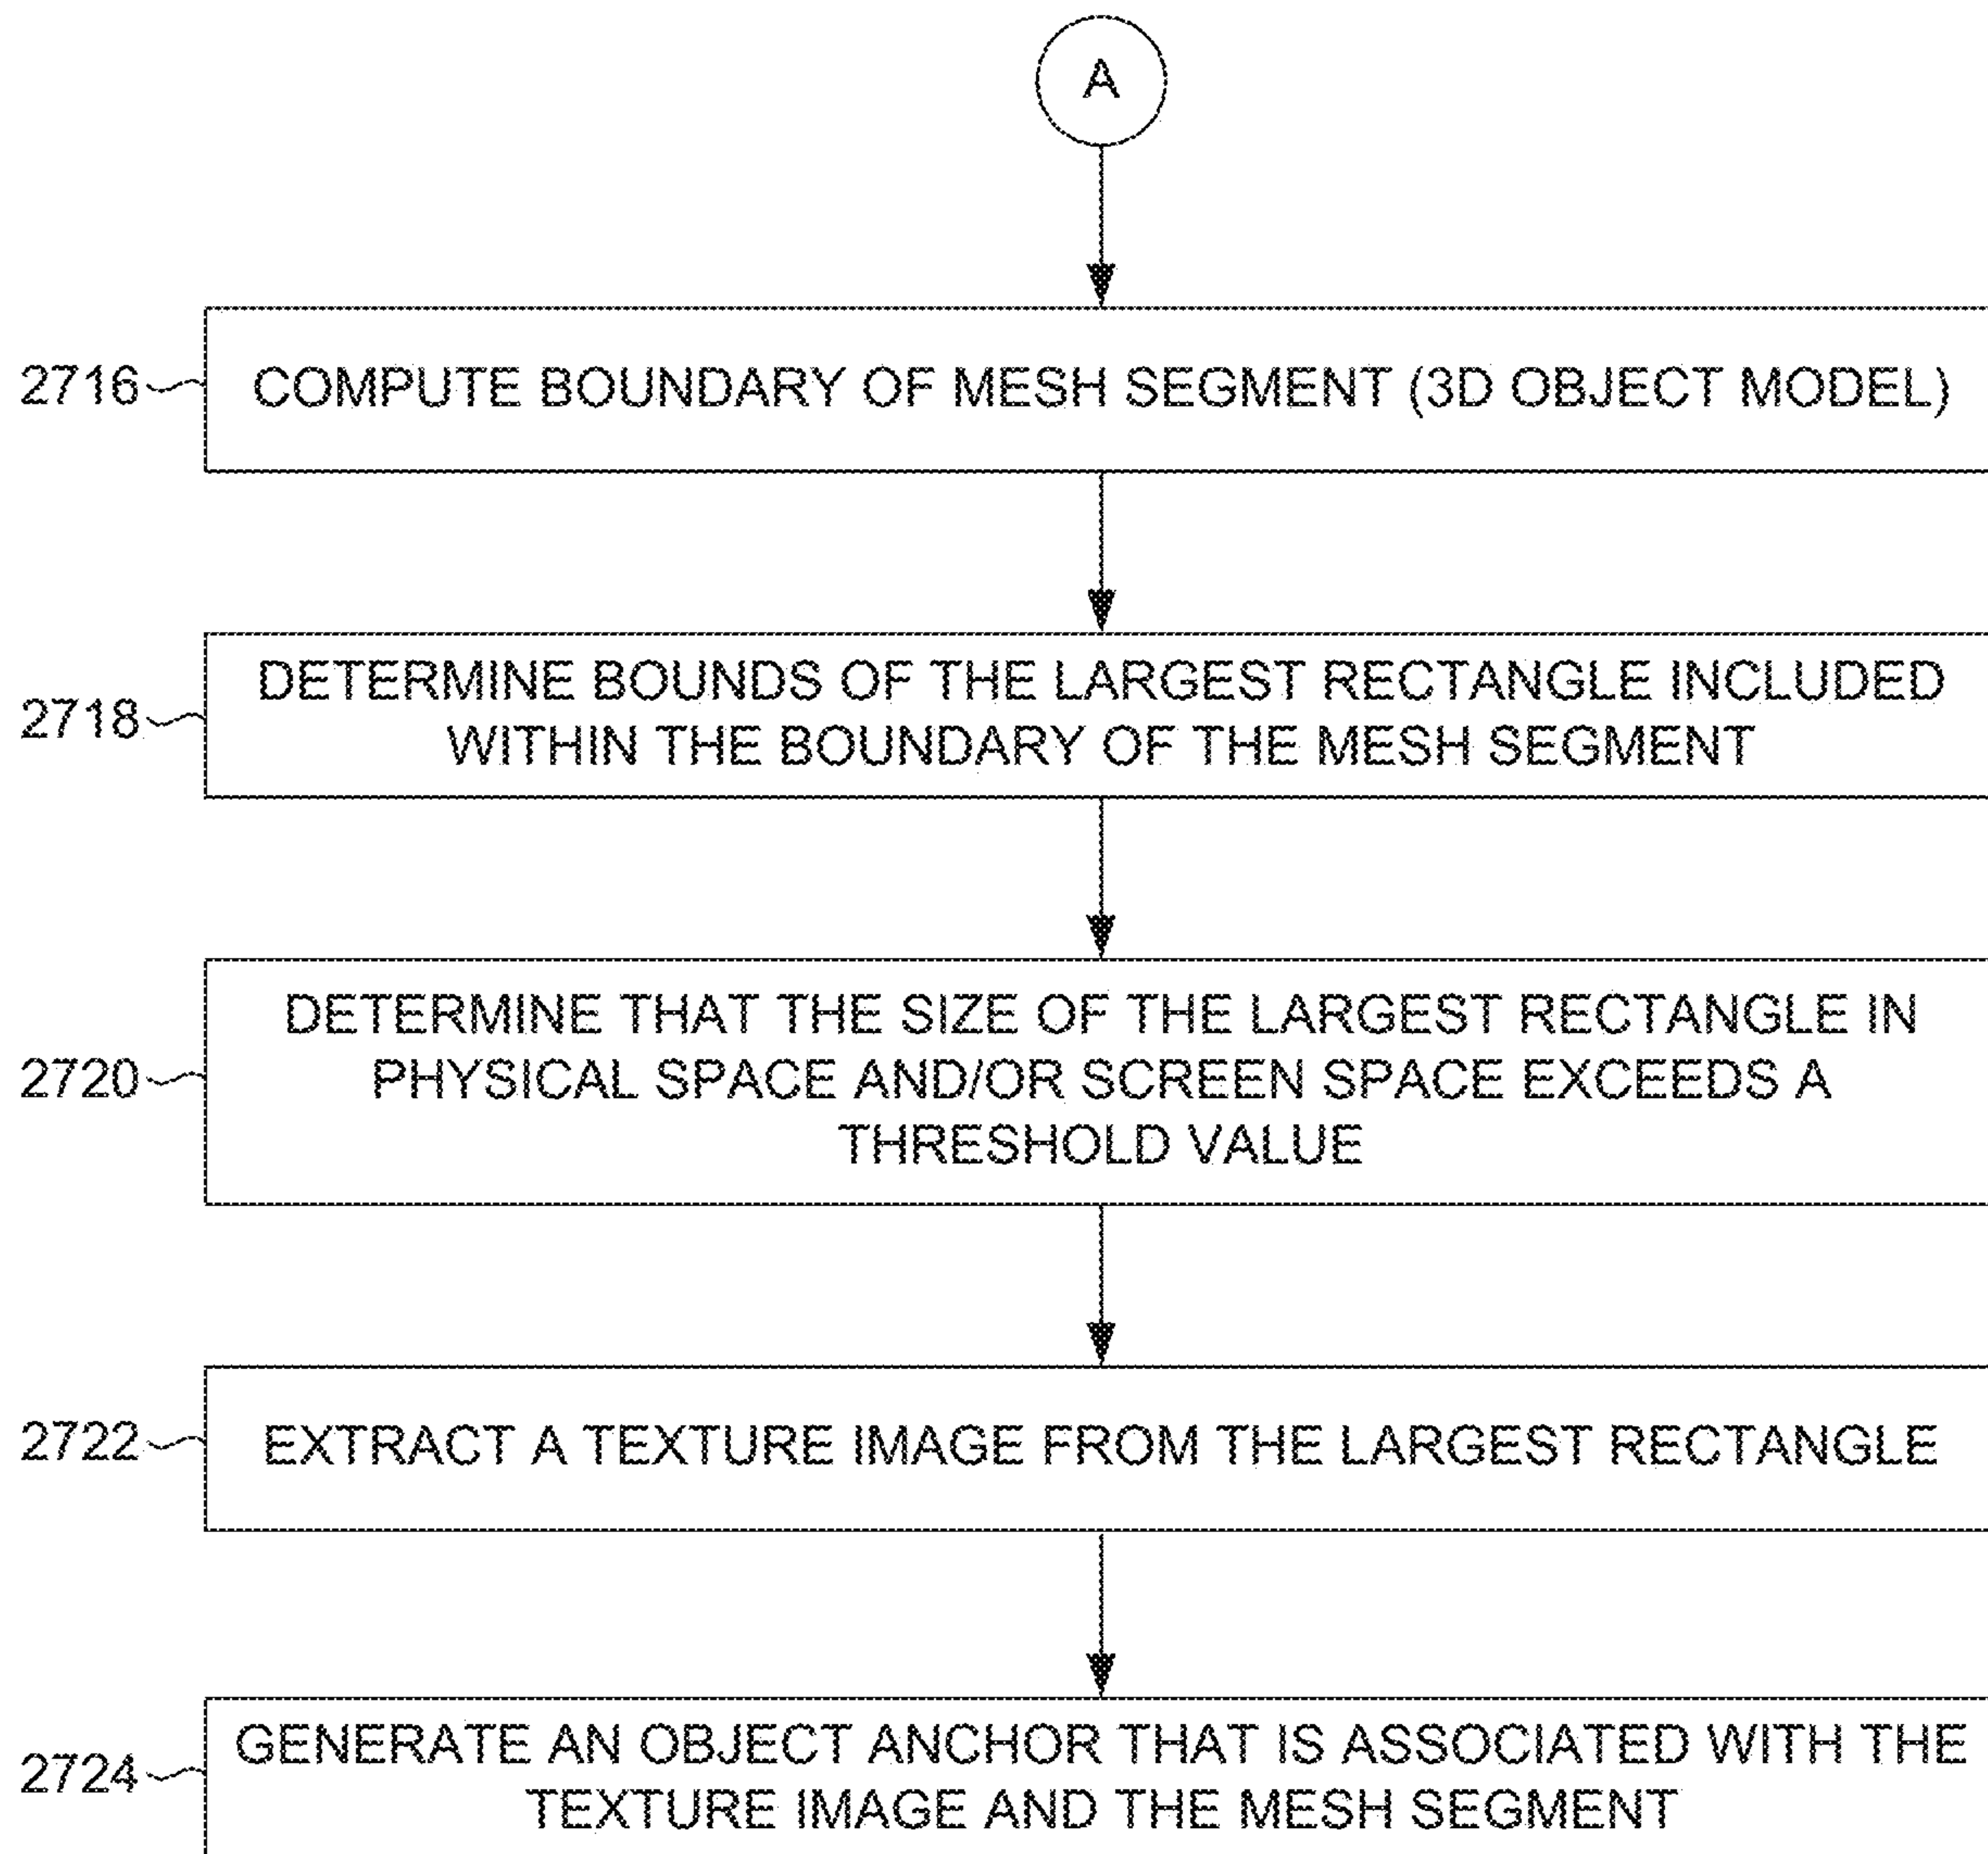 A
2716
COMPUTE BOUNDARY OF MESH SEGMENT (3D OBJECT MODEL)
2718
DETERMINE BOUNDS OF THE LARGEST RECTANGLE INCLUDED
WITHIN THE BOUNDARY OF THE MESH SEGMENT
2720
DETERMINE THAT THE SIZE OF THE LARGEST RECTANGLE IN
PHYSICAL SPACE AND/OR SCREEN SPACE EXCEEDS A
THRESHOLD VALUE
2722
EXTRACT A TEXTURE IMAGE FROM THE LARGEST RECTANGLE
2724
GENERATE AN OBJECT ANCHOR THAT IS ASSOCIATED WITH THE
TEXTURE IMAGE AND THE MESH SEGMENT